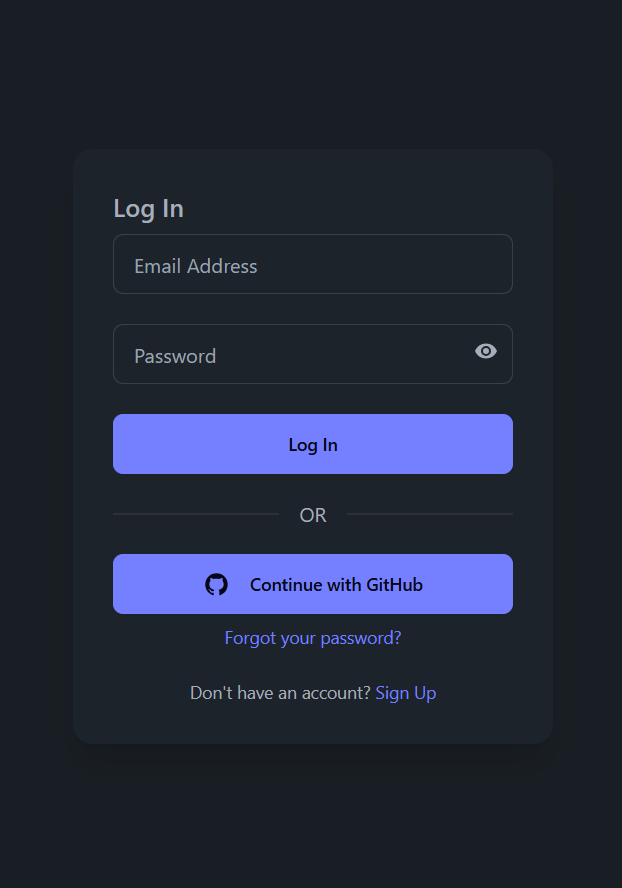 Log In
Email Address
Password
Log In
OR
Continue with GitHub
Forgot your password?
Don't have an account? Sign Up